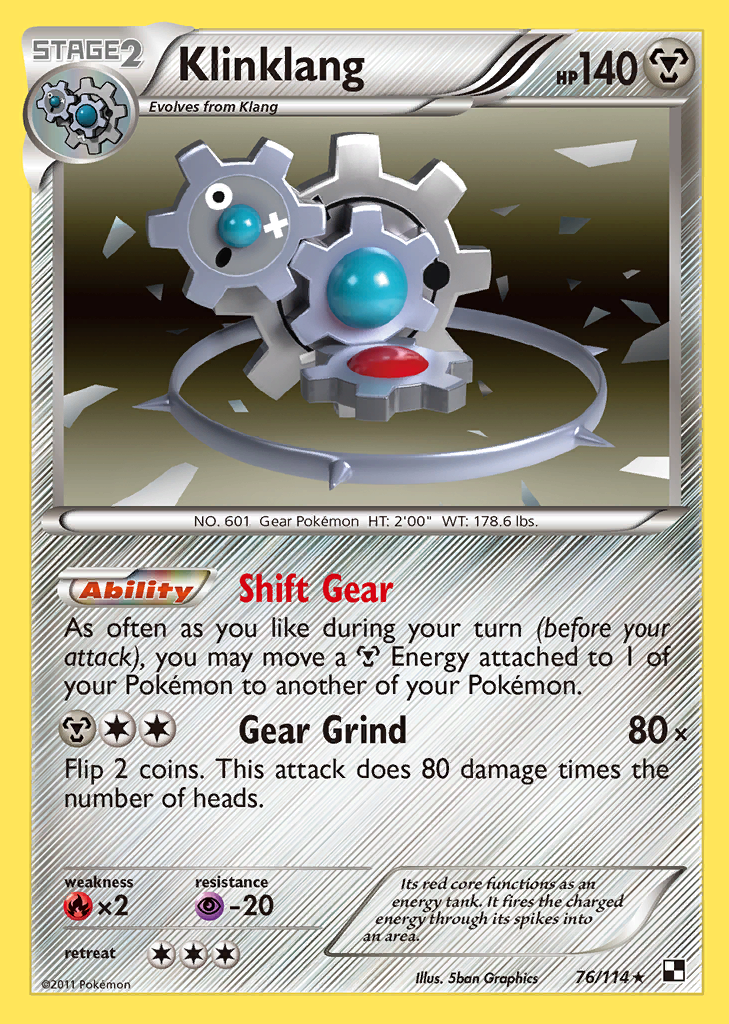 STAGE2
Klinklang
HP140
Evolves from Klang
NO. 601 Gear Pokémon HT: 2'00" WT: 178.6 lbs.
Ability
Shift Gear
As often as you like during your turn (before your
attack), you may move a Energy attached to 1 of
your Pokémon to another of your Pokémon.
Gear Grind
80×
Flip 2 coins. This attack does 80 damage times the
number of heads.
weakness
resistance
×2
-20
retreat
Its red core functions as an
energy tank. It fires the charged
energy through its spikes into
an area.
©2011 Pokémon
Illus. 5ban Graphics
76/114★